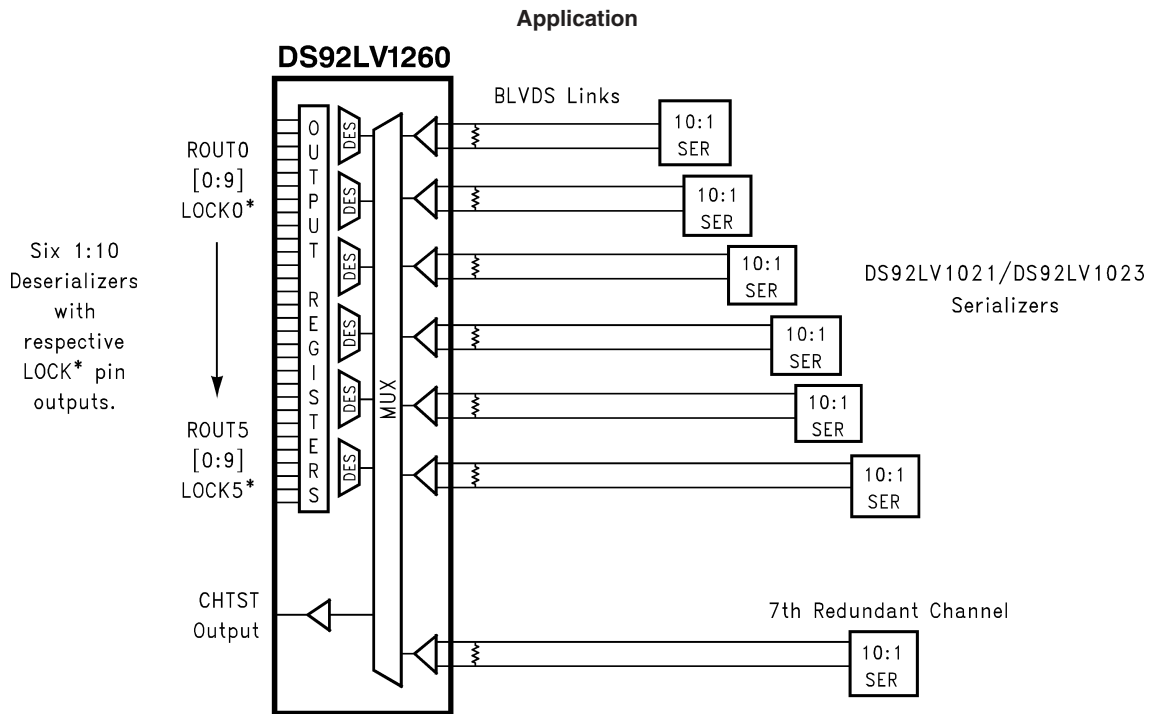 Application
DS92LV1260
BLVDS Links
10:1
SER
10:1
SER
10:1
SER
10:1
SER
10:1
SER
10:1
SER
7th Redundant Channel
10:1
SER
DS92LV1021/DS92LV1023
Serializers
OUTPUT REGISTERS
DES
DES
DES
DES
DES
DES
MUX
ROUT0
[0:9]
LOCK0*
ROUT5
[0:9]
LOCK5*
Six 1:10
Deserializers
with
respective
LOCK* pin
outputs.
CHTST
Output